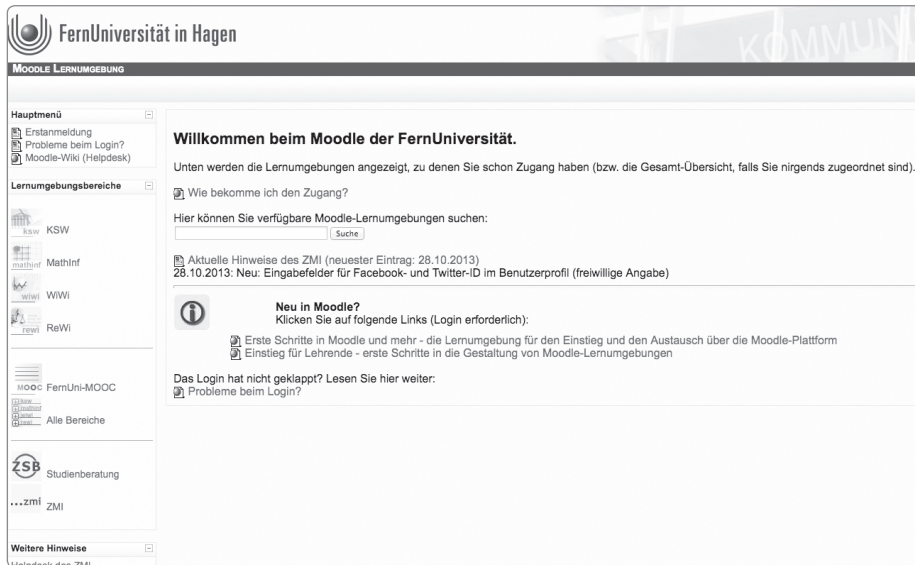 FernUniversität in Hagen
KOMMUN
MOODLE LERNUMGEBUNG
Hauptmenü
Erstanmeldung
Probleme beim Login?
Moodle-Wiki (Helpdesk)
Lernumgebungsbereiche
ksw KSW
mathinf MathInf
wiwi WiWi
rewi ReWi
MOOC FernUni-MOOC
Alle Bereiche
ZSB Studienberatung
...zmi ZMI
Weitere Hinweise
Helpdesk des ZMI
Willkommen beim Moodle der FernUniversität.
Unten werden die Lernumgebungen angezeigt, zu denen Sie schon Zugang haben (bzw. die Gesamt-Übersicht, falls Sie nirgends zugeordnet sind).
Wie bekomme ich den Zugang?
Hier können Sie verfügbare Moodle-Lernumgebungen suchen:
Suche
Aktuelle Hinweise des ZMI (neuester Eintrag: 28.10.2013)
28.10.2013: Neu: Eingabefelder für Facebook- und Twitter-ID im Benutzerprofil (freiwillige Angabe)
Neu in Moodle?
Klicken Sie auf folgende Links (Login erforderlich):
Erste Schritte in Moodle und mehr - die Lernumgebung für den Einstieg und den Austausch über die Moodle-Plattform
Einstieg für Lehrende - erste Schritte in die Gestaltung von Moodle-Lernumgebungen
Das Login hat nicht geklappt? Lesen Sie hier weiter:
Probleme beim Login?